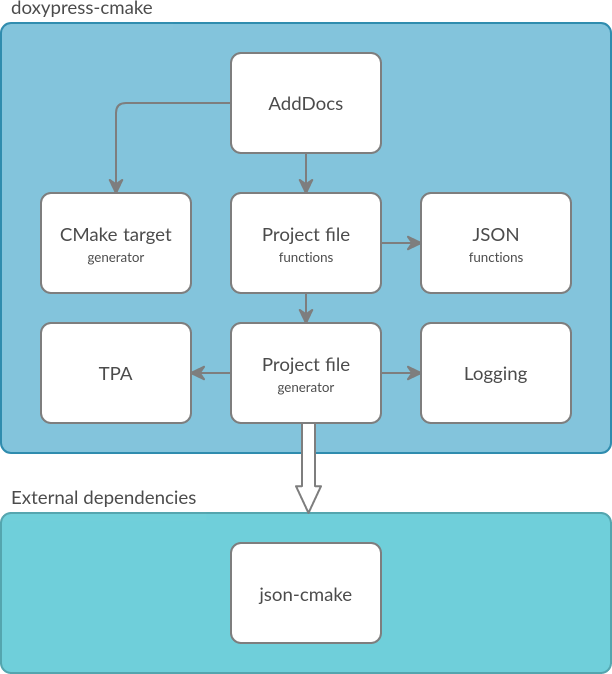 doxypress-cmake
AddDocs
CMake target
generator
Project file
functions
JSON
functions
TPA
Project file
generator
Logging
External dependencies
json-cmake